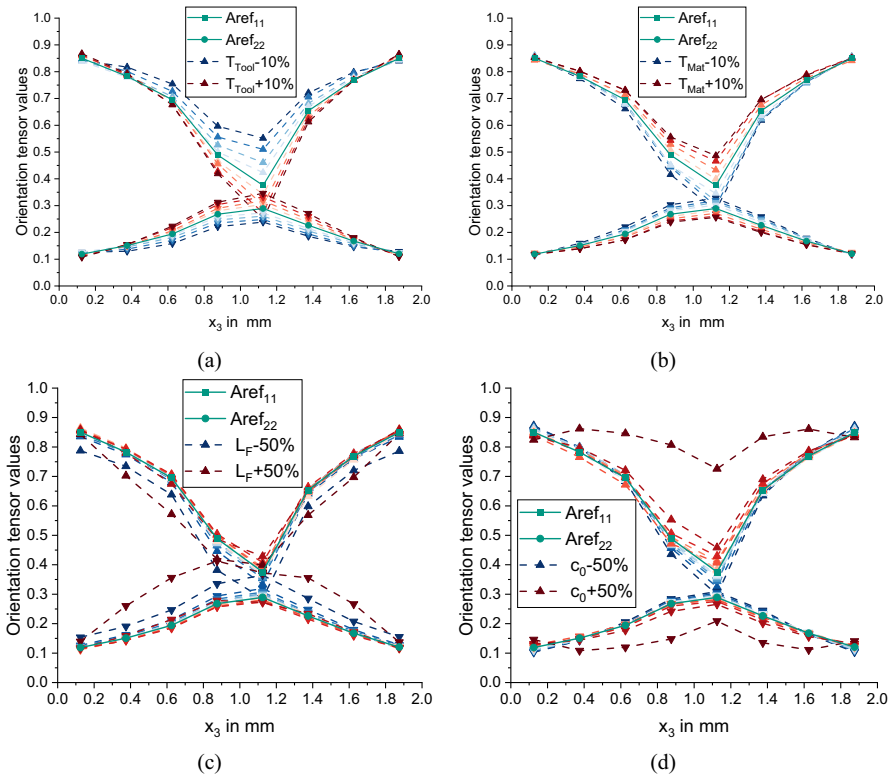 Aref11
Aref22
TTool-10%
TTool+10%
1.0
0.9
0.8
0.7
0.6
0.5
0.4
0.3
0.2
0.1
0.0
Orientation tensor values
0.0 0.2 0.4 0.6 0.8 1.0 1.2 1.4 1.6 1.8 2.0
x3 in mm
(a)
Aref11
Aref22
TMat-10%
TMat+10%
1.0
0.9
0.8
0.7
0.6
0.5
0.4
0.3
0.2
0.1
0.0
Orientation tensor values
0.0 0.2 0.4 0.6 0.8 1.0 1.2 1.4 1.6 1.8 2.0
x3 in mm
(b)
Aref11
Aref22
LF-50%
LF+50%
1.0
0.9
0.8
0.7
0.6
0.5
0.4
0.3
0.2
0.1
0.0
Orientation tensor values
0.0 0.2 0.4 0.6 0.8 1.0 1.2 1.4 1.6 1.8 2.0
x3 in mm
(c)
Aref11
Aref22
c0-50%
c0+50%
1.0
0.9
0.8
0.7
0.6
0.5
0.4
0.3
0.2
0.1
0.0
Orientation tensor values
0.0 0.2 0.4 0.6 0.8 1.0 1.2 1.4 1.6 1.8 2.0
x3 in mm
(d)